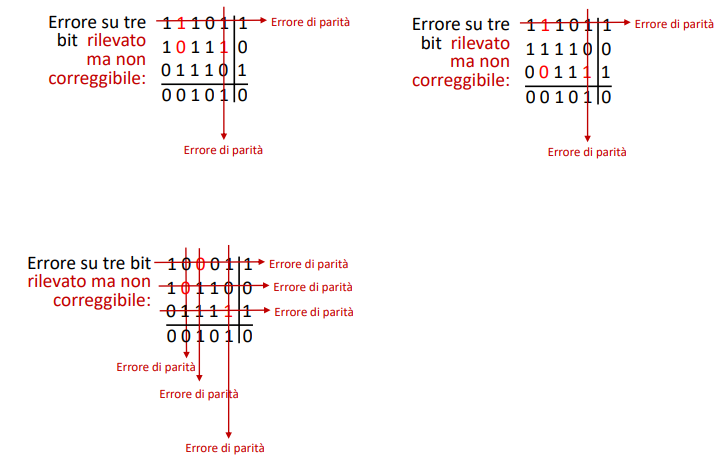 Errore su tre
bit rilevato
ma non
correggibile:
1 1 1 0 1 1
1 0 1 1 1 0
0 1 1 1 0 1
0 0 1 0 1 0
Errore di parità
Errore di parità
Errore su tre
bit rilevato
ma non
correggibile:
1 1 1 0 1 1
1 1 1 1 0 0
0 0 1 1 1 1
0 0 1 0 1 0
Errore di parità
Errore di parità
Errore su tre bit
rilevato ma non
correggibile:
1 0 0 0 1 1
1 0 1 1 0 0
0 1 1 1 1 1
0 0 1 0 1 0
Errore di parità
Errore di parità
Errore di parità
Errore di parità
Errore di parità
Errore di parità